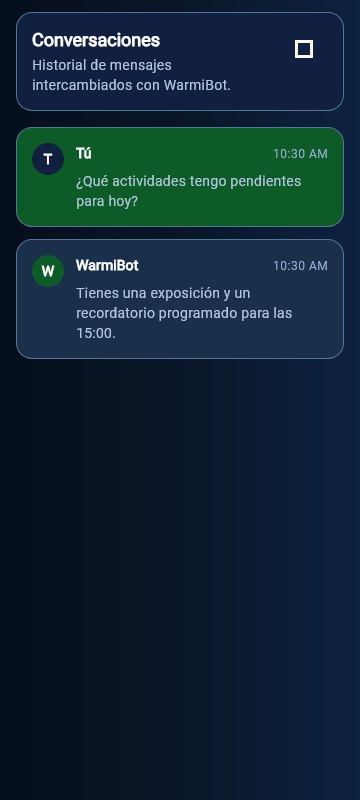 Conversaciones
Historial de mensajes
intercambiados con WarmiBot.
T
Tú
10:30 AM
¿Qué actividades tengo pendientes
para hoy?
W
WarmiBot
10:30 AM
Tienes una exposición y un
recordatorio programado para las
15:00.